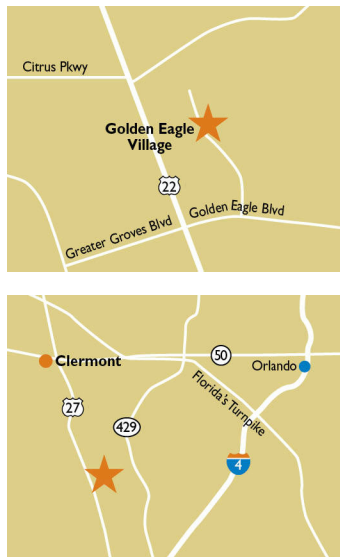 Citrus Pkwy
Golden Eagle
Village
22
Greater Groves Blvd
Golden Eagle Blvd
50
Clermont
Orlando
Florida's Turnpike
27
429
4